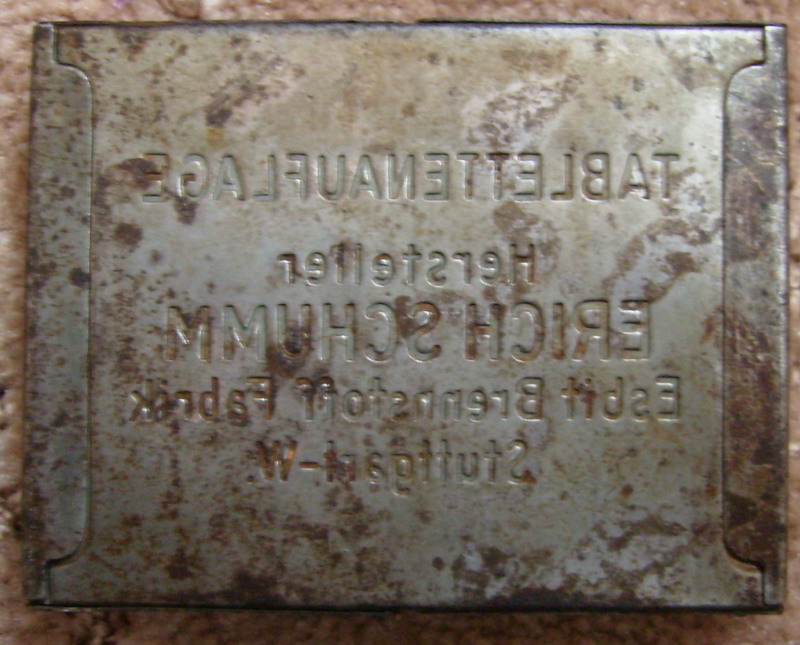 TABLETTENAUFLAGE
Hersteller
ERICH SCHUMM
Esbit Brennstoff Fabrik
Stuttgart-W.